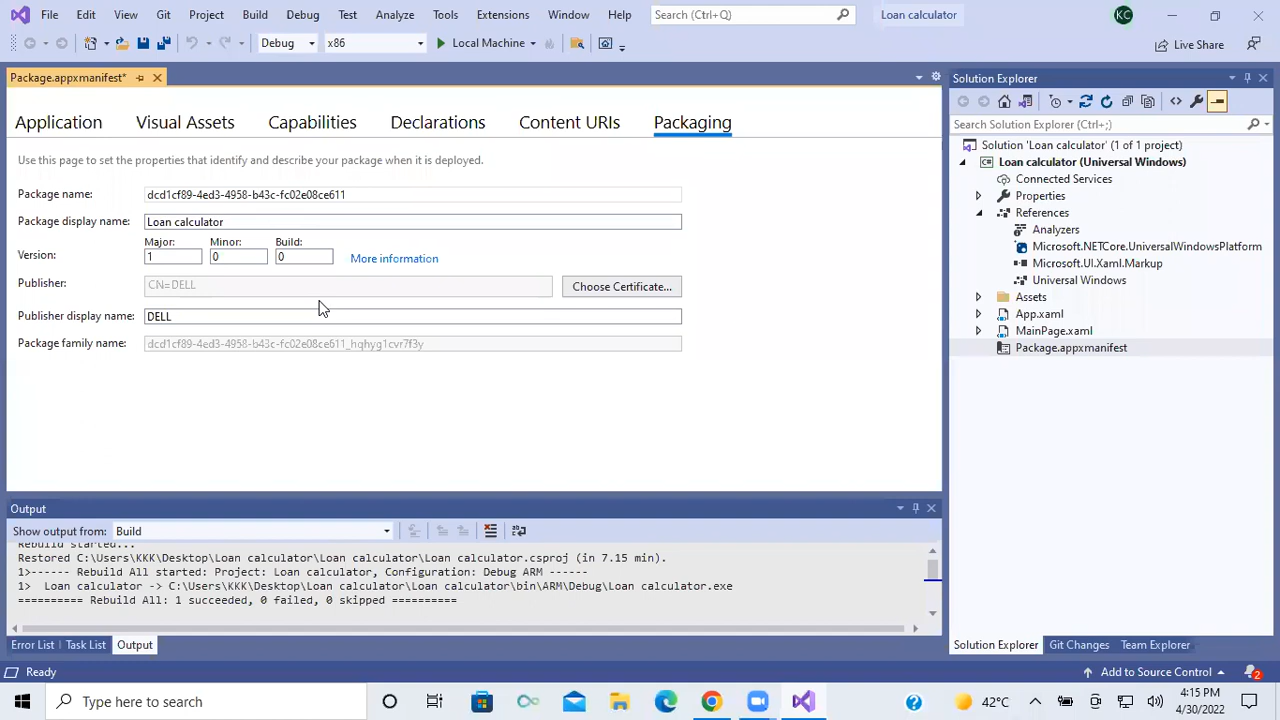 File Edit View Git Project Build Debug Test Analyze Tools Extensions Window Help Search (Ctrl+Q) Loan calculator KC
Debug x86 Local Machine Live Share
Package.appxmanifest*
Application Visual Assets Capabilities Declarations Content URIs Packaging
Use this page to set the properties that identify and describe your package when it is deployed.
Package name: dcd1cf89-4ed3-4958-b43c-fc02e08ce611
Package display name: Loan calculator
Major: Minor: Build:
Version: 1 0 0 More information
Publisher: CN=DELL Choose Certificate...
Publisher display name: DELL
Package family name: dcd1cf89-4ed3-4958-b43c-fc02e08ce611_hqhyg1cvr7f3y
Solution Explorer
Search Solution Explorer (Ctrl+;)
Solution 'Loan calculator' (1 of 1 project)
Loan calculator (Universal Windows)
Connected Services
Properties
References
Analyzers
Microsoft.NETCore.UniversalWindowsPlatform
Microsoft.UI.Xaml.Markup
Universal Windows
Assets
App.xaml
MainPage.xaml
Package.appxmanifest
Output
Show output from: Build
Rebuild started...
Restored C:\Users\KKK\Desktop\Loan calculator\Loan calculator\Loan calculator.csproj (in 7.15 min).
1>------ Rebuild All started: Project: Loan calculator, Configuration: Debug ARM ------
1> Loan calculator -> C:\Users\KKK\Desktop\Loan calculator\Loan calculator\bin\ARM\Debug\Loan calculator.exe
========== Rebuild All: 1 succeeded, 0 failed, 0 skipped ==========
Error List Task List Output
Solution Explorer Git Changes Team Explorer
Ready Add to Source Control 2
Type here to search 42°C 4:15 PM
4/30/2022